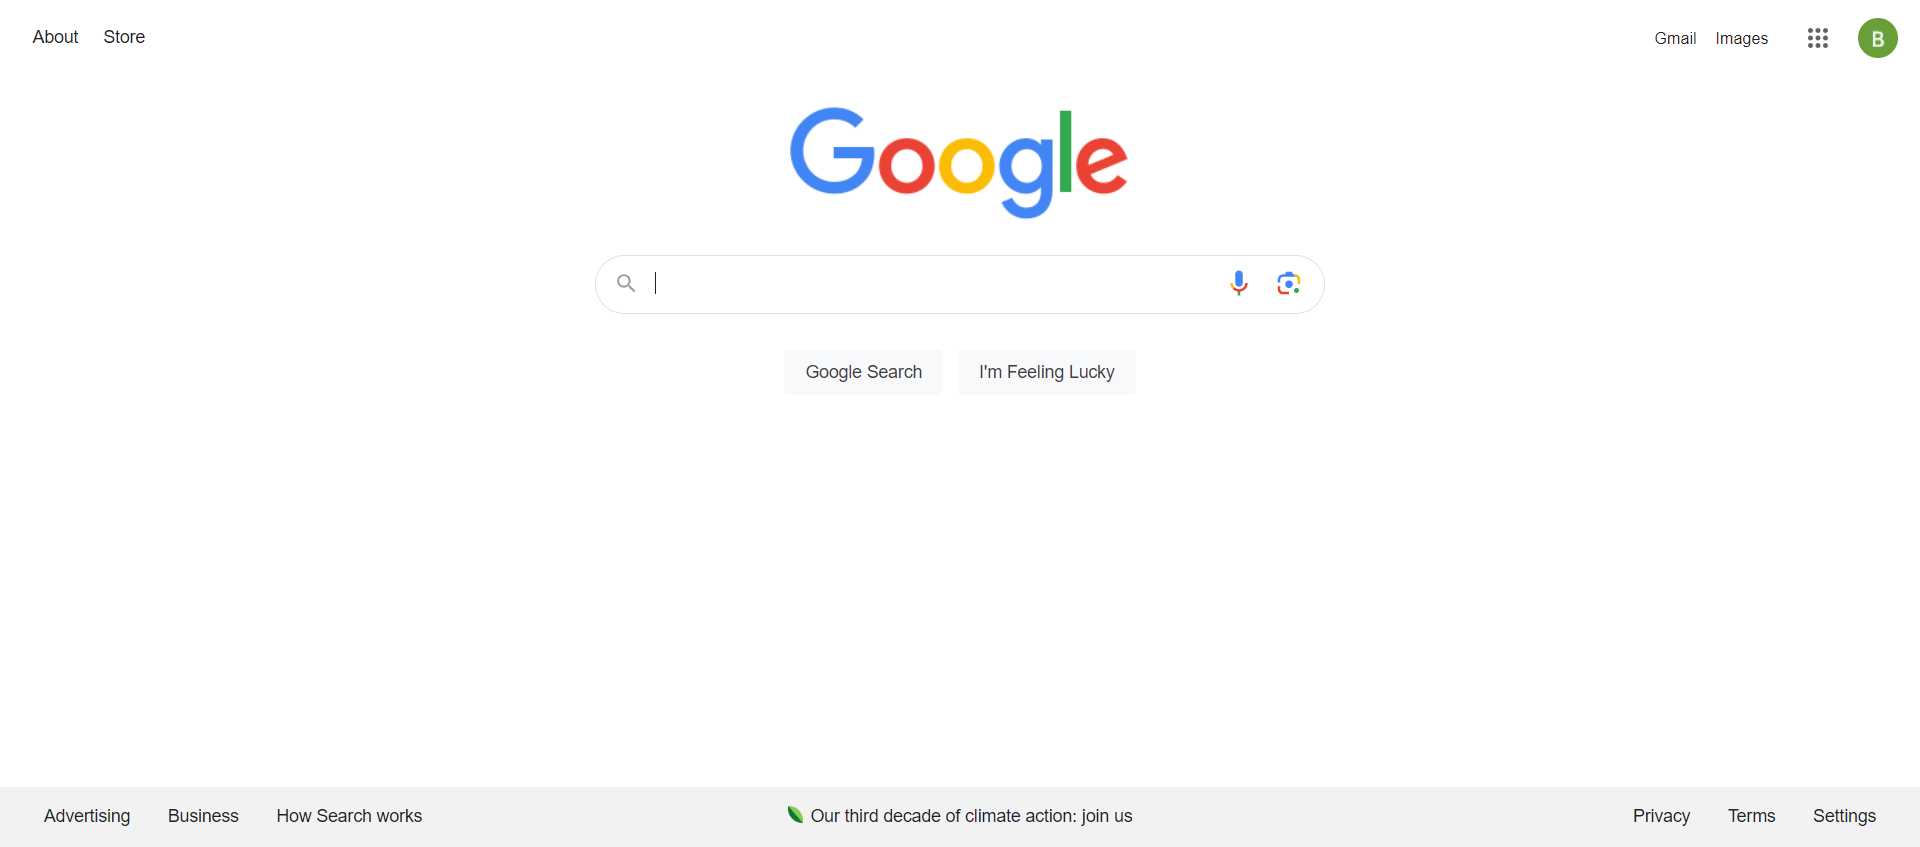 About Store
Gmail Images
B
Google
Google Search I'm Feeling Lucky
Advertising Business How Search works
Our third decade of climate action: join us
Privacy Terms Settings